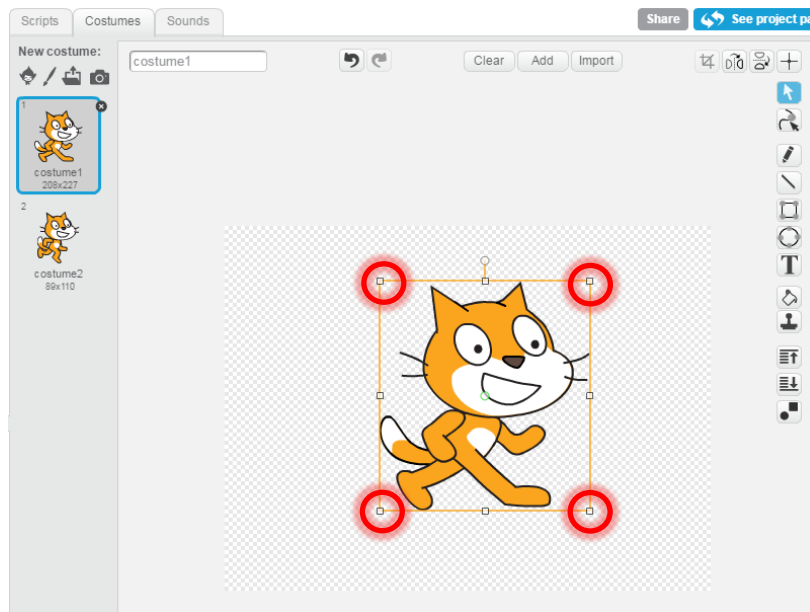 Scripts Costumes Sounds Share See project pa
New costume:
costume1 Clear Add Import
1
costume1
208x227
2
costume2
89x110
T